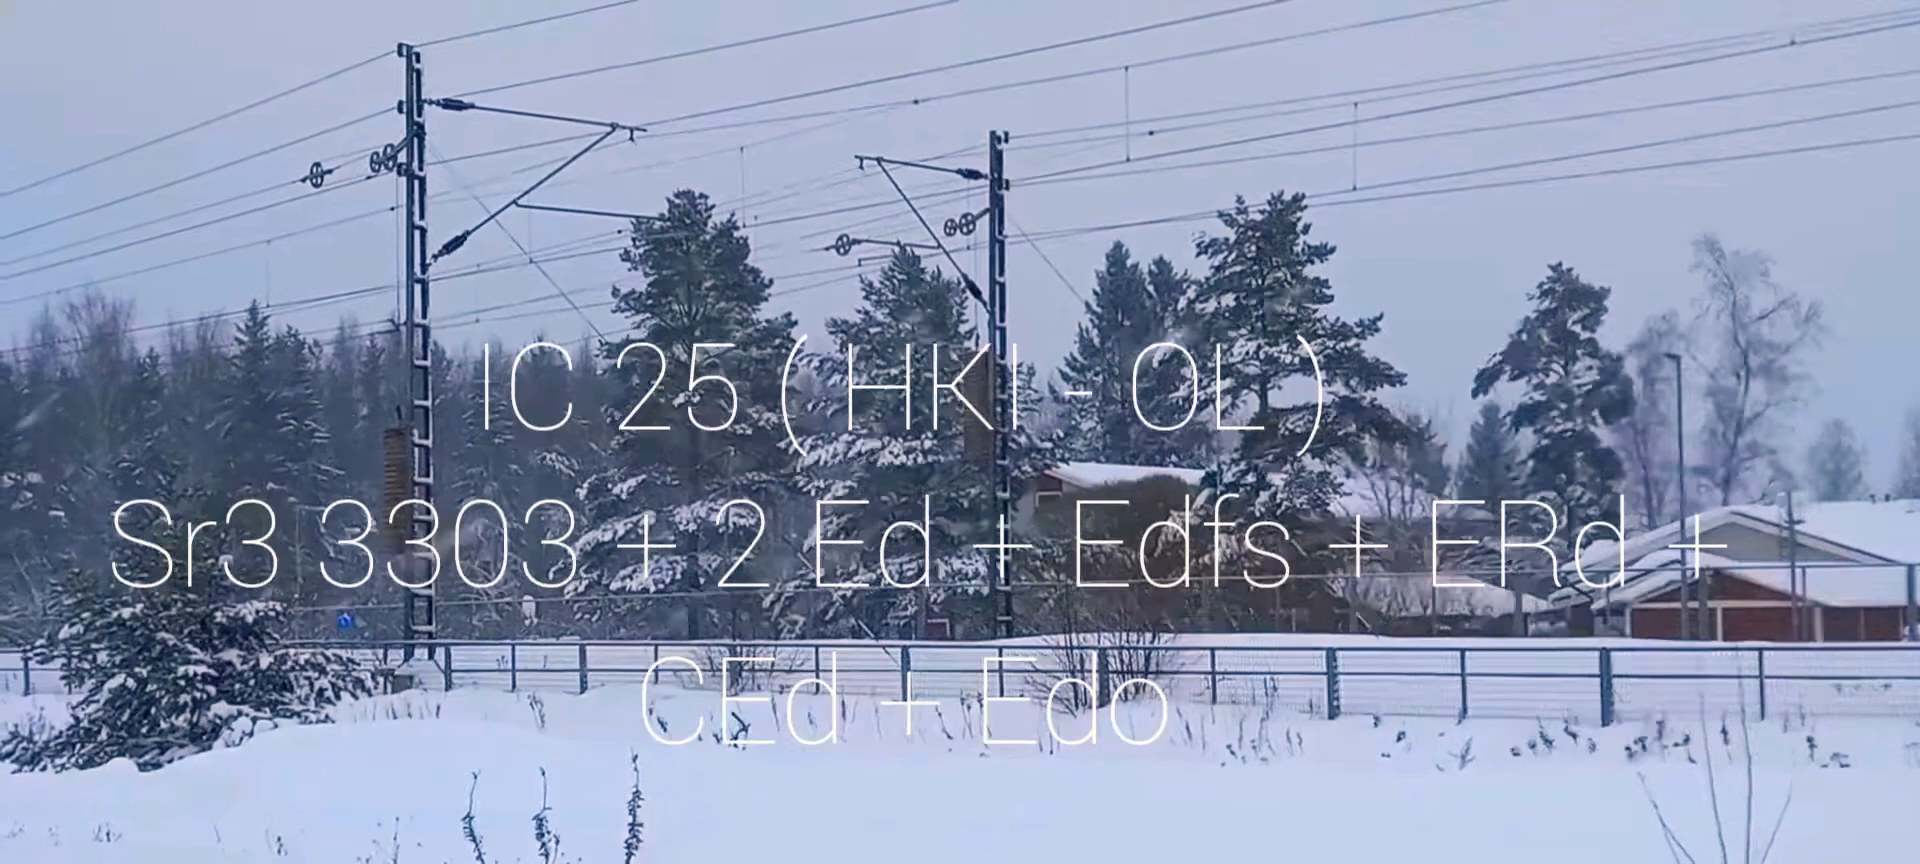 IC 25 ( HKI - OL )
Sr3 3303 + 2 Ed + Edfs + ERd +
CEd + Edo